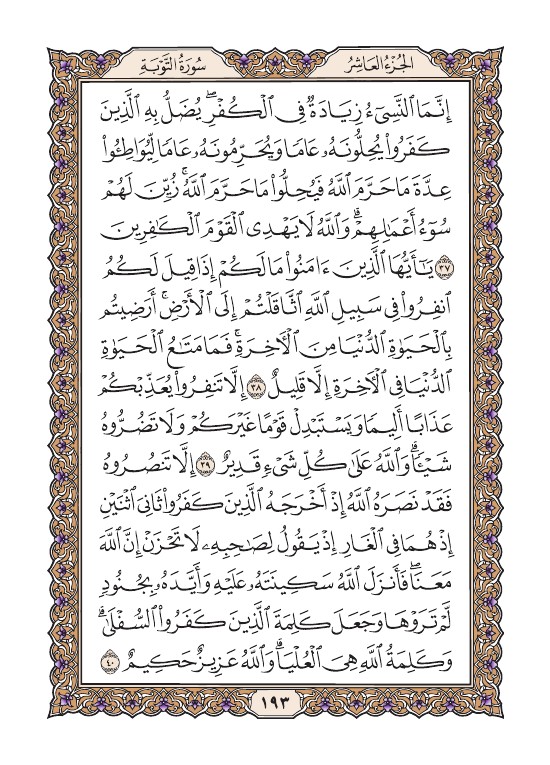 الجُزْءُ العَاشِرُ
سُورَةُ التَّوْبَةِ
إِنَّمَا ٱلنَّسِىٓءُ زِيَادَةٌ فِى ٱلْكُفْرِ ۖ يُضَلُّ بِهِ ٱلَّذِينَ
كَفَرُوا۟ يُحِلُّونَهُۥ عَامًا وَيُحَرِّمُونَهُۥ عَامًا لِّيُوَاطِـُٔوا۟
عِدَّةَ مَا حَرَّمَ ٱللَّهُ فَيُحِلُّوا۟ مَا حَرَّمَ ٱللَّهُ ۚ زُيِّنَ لَهُمْ
سُوٓءُ أَعْمَـٰلِهِمْ ۗ وَٱللَّهُ لَا يَهْدِى ٱلْقَوْمَ ٱلْكَـٰفِرِينَ
٣٧ يَـٰٓأَيُّهَا ٱلَّذِينَ ءَامَنُوا۟ مَا لَكُمْ إِذَا قِيلَ لَكُمُ
ٱنفِرُوا۟ فِى سَبِيلِ ٱللَّهِ ٱثَّاقَلْتُمْ إِلَى ٱلْأَرْضِ ۚ أَرَضِيتُم
بِٱلْحَيَوٰةِ ٱلدُّنْيَا مِنَ ٱلْـَٔاخِرَةِ ۚ فَمَا مَتَـٰعُ ٱلْحَيَوٰةِ
ٱلدُّنْيَا فِى ٱلْـَٔاخِرَةِ إِلَّا قَلِيلٌ ٣٨ إِلَّا تَنفِرُوا۟ يُعَذِّبْكُمْ
عَذَابًا أَلِيمًا وَيَسْتَبْدِلْ قَوْمًا غَيْرَكُمْ وَلَا تَضُرُّوهُ
شَيْـًٔا ۗ وَٱللَّهُ عَلَىٰ كُلِّ شَىْءٍ قَدِيرٌ ٣٩ إِلَّا تَنصُرُوهُ
فَقَدْ نَصَرَهُ ٱللَّهُ إِذْ أَخْرَجَهُ ٱلَّذِينَ كَفَرُوا۟ ثَانِىَ ٱثْنَيْنِ
إِذْ هُمَا فِى ٱلْغَارِ إِذْ يَقُولُ لِصَـٰحِبِهِۦ لَا تَحْزَنْ إِنَّ ٱللَّهَ
مَعَنَا ۖ فَأَنزَلَ ٱللَّهُ سَكِينَتَهُۥ عَلَيْهِ وَأَيَّدَهُۥ بِجُنُودٍ
لَّمْ تَرَوْهَا وَجَعَلَ كَلِمَةَ ٱلَّذِينَ كَفَرُوا۟ ٱلسُّفْلَىٰ ۗ
وَكَلِمَةُ ٱللَّهِ هِىَ ٱلْعُلْيَا ۗ وَٱللَّهُ عَزِيزٌ حَكِيمٌ ٤٠
١٩٣